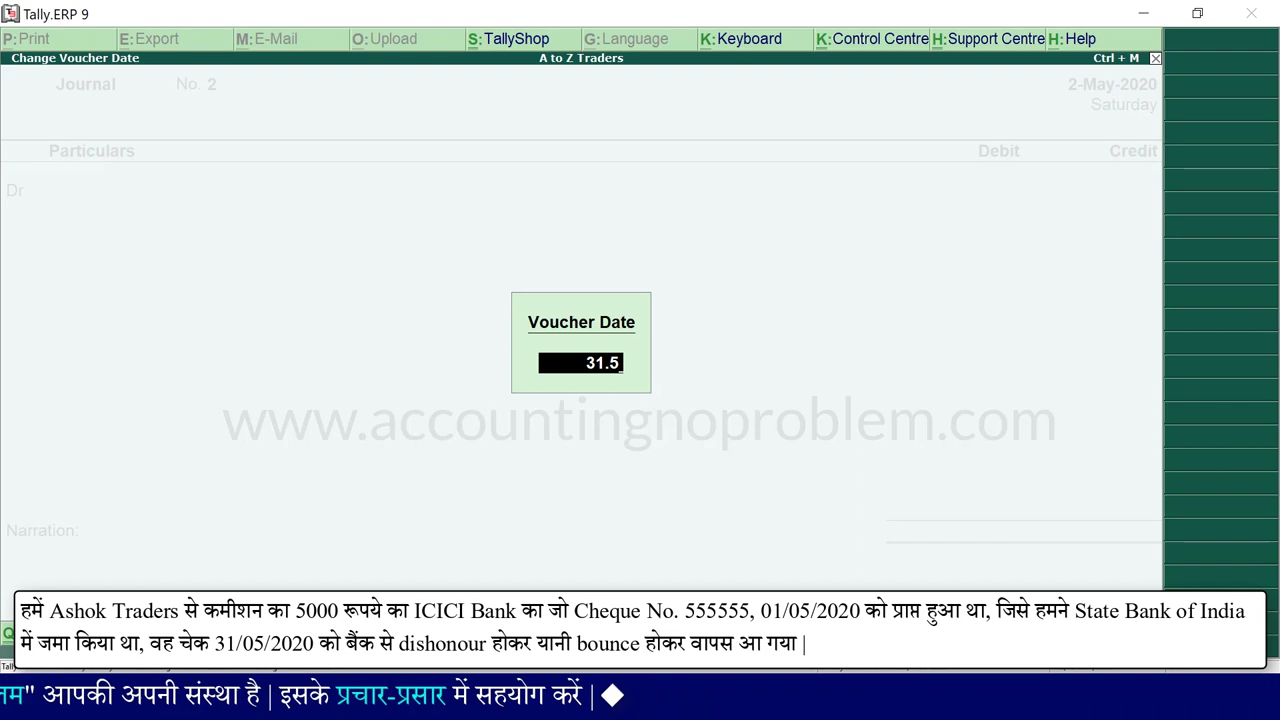 Tally.ERP 9
P:Print E:Export M:E-Mail O:Upload S:TallyShop G:Language K:Keyboard K:Control Centre H:Support Centre H:Help
Change Voucher Date A to Z Traders Ctrl + M
Journal No. 2 2-May-2020
Saturday
Particulars Debit Credit
Dr
Voucher Date
31.5
www.accountingnoproblem.com
Narration:
हमें Ashok Traders से कमीशन का 5000 रूपये का ICICI Bank का जो Cheque No. 555555, 01/05/2020 को प्राप्त हुआ था, जिसे हमने State Bank of India
में जमा किया था, वह चेक 31/05/2020 को बैंक से dishonour होकर यानी bounce होकर वापस आ गया |
" आपकी अपनी संस्था है | इसके प्रचार-प्रसार में सहयोग करें | ◆